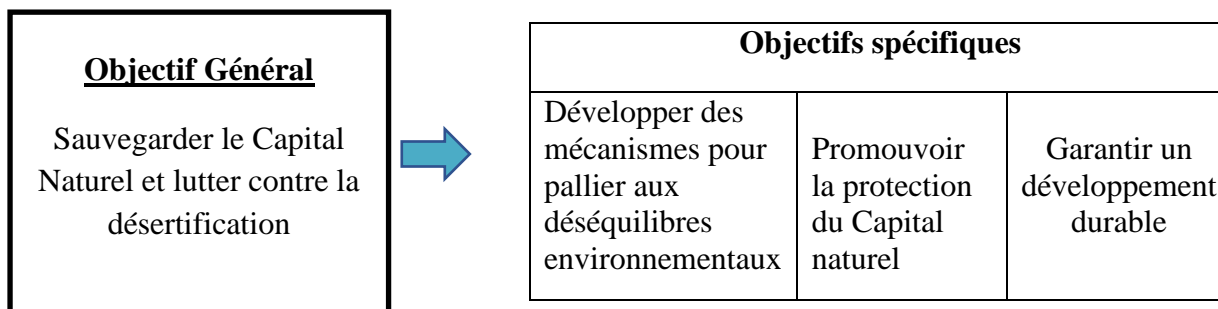 Objectif Général
Sauvegarder le Capital
Naturel et lutter contre la
désertification
Objectifs spécifiques
Développer des
mécanismes pour
pallier aux
déséquilibres
environnementaux
Promouvoir
la protection
du Capital
naturel
Garantir un
développement
durable